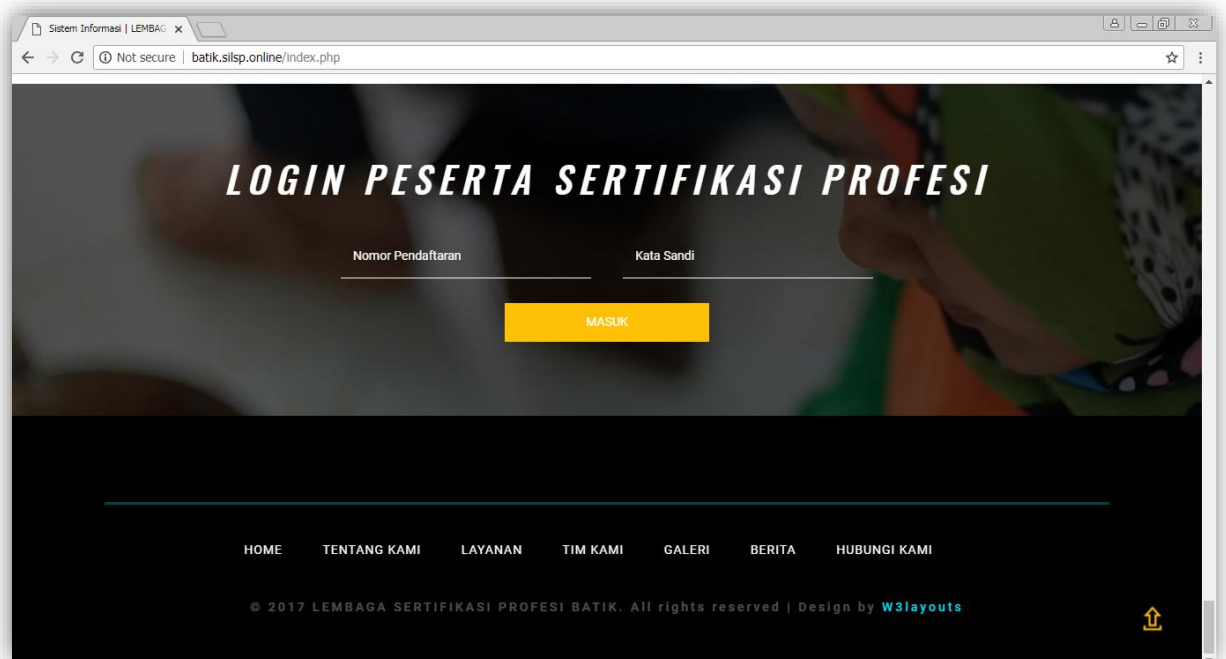 Sistem Informasi | LEMBAG
Not secure | batik.silsp.online/index.php
LOGIN PESERTA SERTIFIKASI PROFESI
Nomor Pendaftaran Kata Sandi
MASUK
HOME TENTANG KAMI LAYANAN TIM KAMI GALERI BERITA HUBUNGI KAMI
© 2017 LEMBAGA SERTIFIKASI PROFESI BATIK. All rights reserved | Design by W3layouts